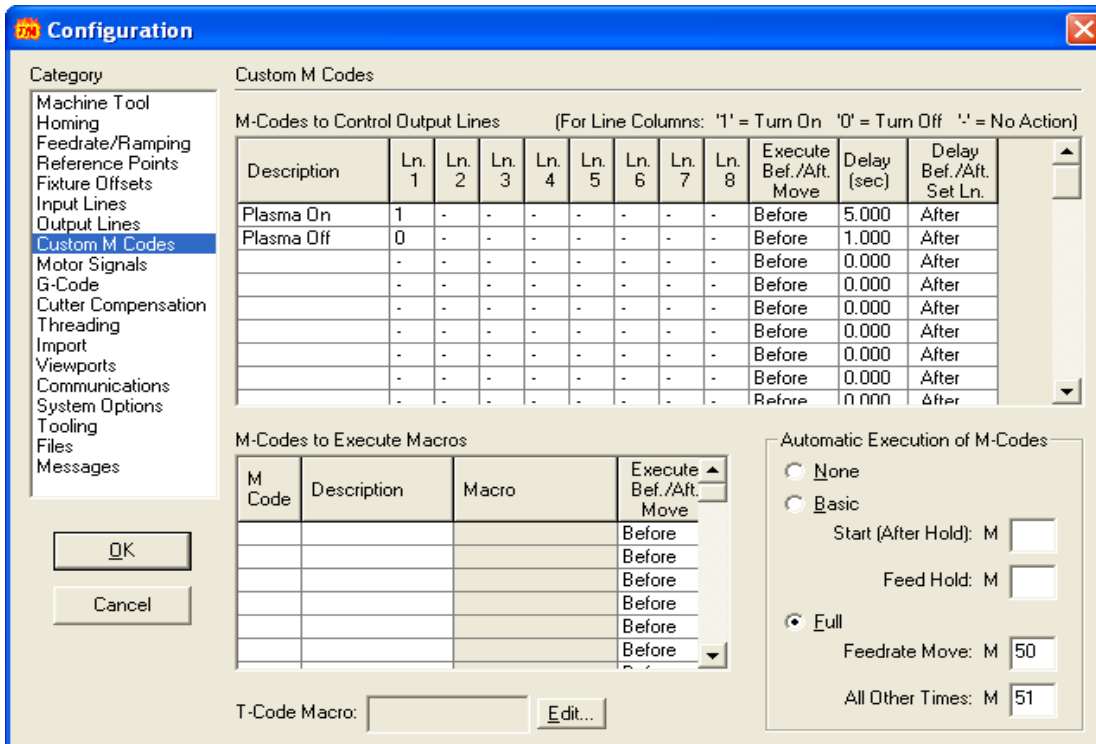 Configuration
Category
Machine Tool
Homing
Feedrate/Ramping
Reference Points
Fixture Offsets
Input Lines
Output Lines
Custom M Codes
Motor Signals
G-Code
Cutter Compensation
Threading
Import
Viewports
Communications
System Options
Tooling
Files
Messages
OK
Cancel
Custom M Codes
M-Codes to Control Output Lines (For Line Columns: '1' = Turn On '0' = Turn Off '-' = No Action)
Description Ln. 1 Ln. 2 Ln. 3 Ln. 4 Ln. 5 Ln. 6 Ln. 7 Ln. 8 Execute Bef./Aft. Move Delay (sec) Delay Bef./Aft. Set Ln.
Plasma On 1 - - - - - - - Before 5.000 After
Plasma Off 0 - - - - - - - Before 1.000 After
- - - - - - - - Before 0.000 After
- - - - - - - - Before 0.000 After
- - - - - - - - Before 0.000 After
- - - - - - - - Before 0.000 After
- - - - - - - - Before 0.000 After
- - - - - - - - Before 0.000 After
- - - - - - - - Before 0.000 After
M-Codes to Execute Macros
M Code Description Macro Execute Bef./Aft. Move
Before
Before
Before
Before
Before
Before
T-Code Macro: Edit...
Automatic Execution of M-Codes
None
Basic
Start (After Hold): M
Feed Hold: M
Full
Feedrate Move: M 50
All Other Times: M 51